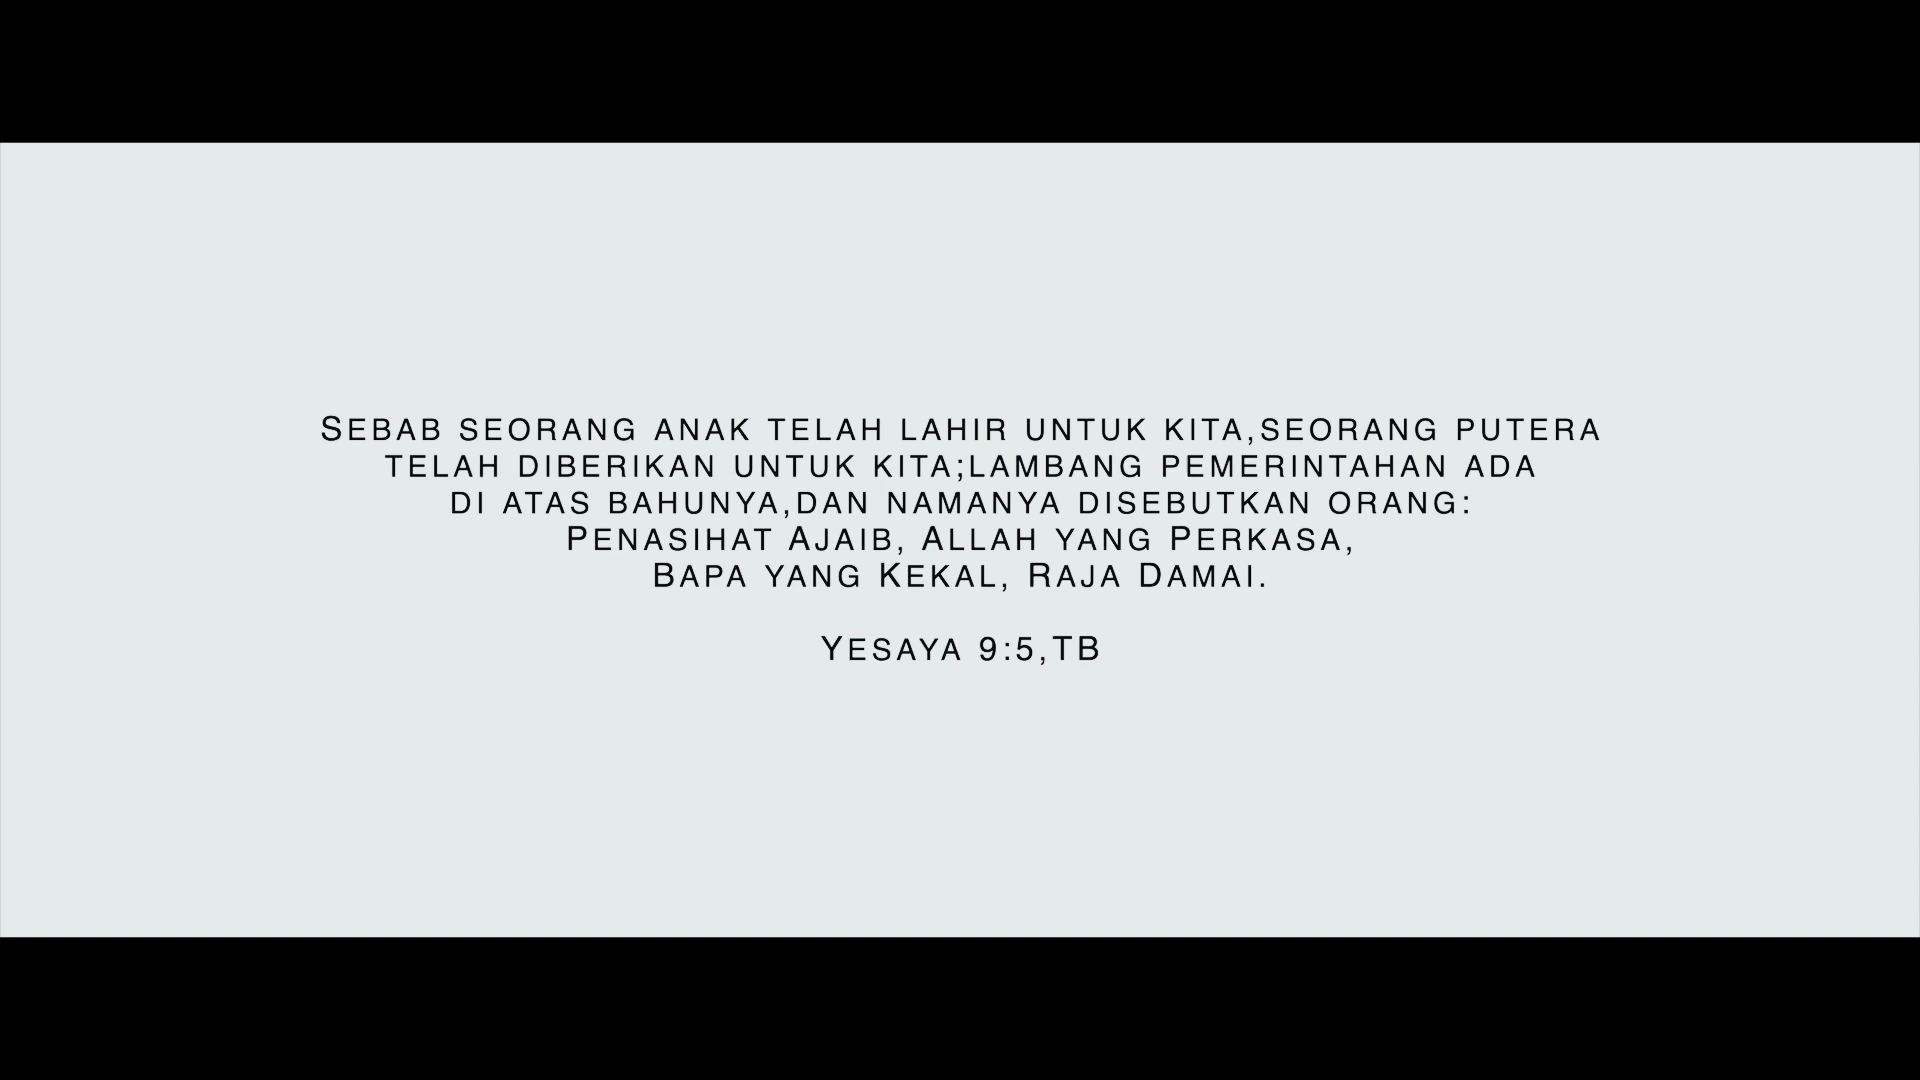 Sebab seorang anak telah lahir untuk kita,seorang putera
telah diberikan untuk kita;lambang pemerintahan ada
di atas bahunya,dan namanya disebutkan orang:
Penasihat Ajaib, Allah yang Perkasa,
Bapa yang Kekal, Raja Damai.
Yesaya 9:5,TB